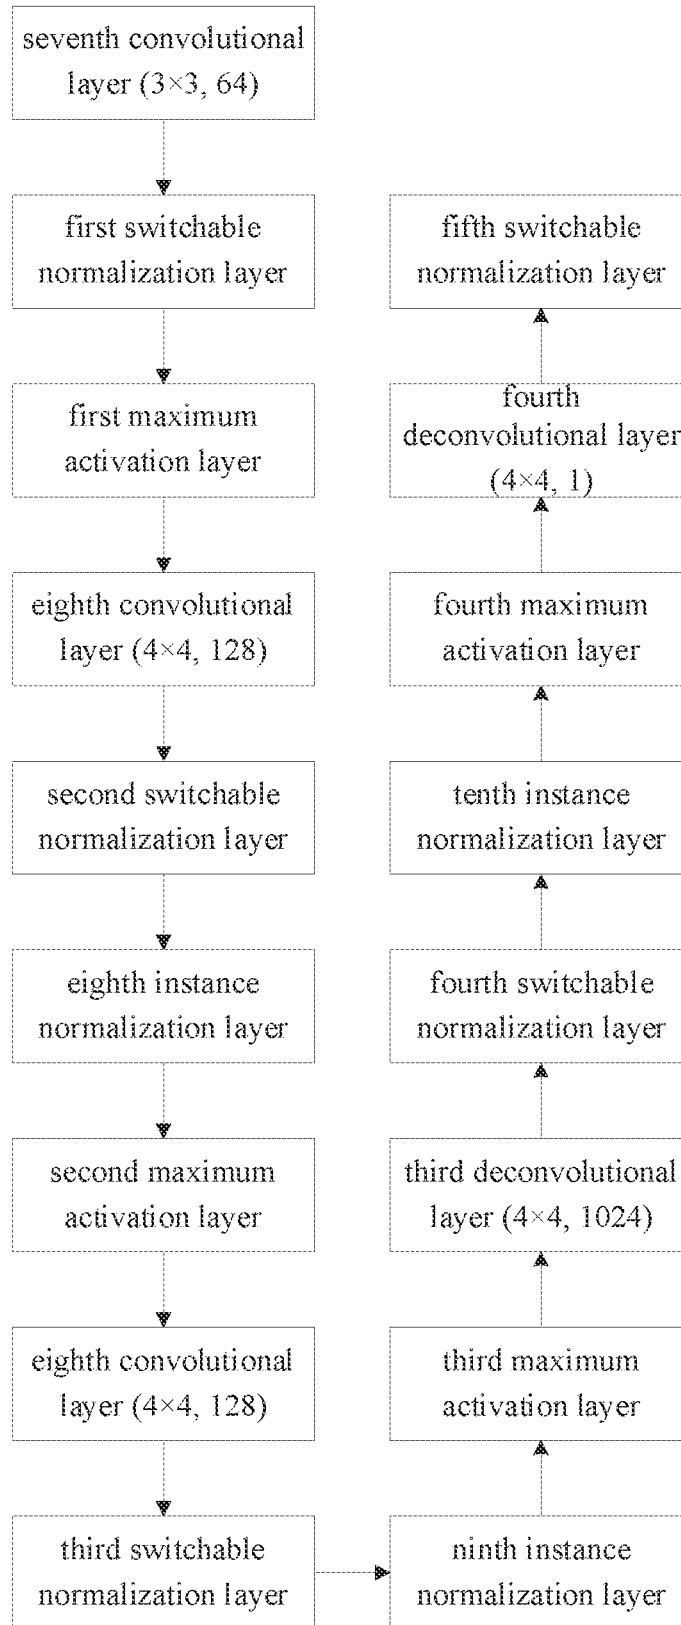 seventh convolutional
layer (3×3, 64)
first switchable
normalization layer
first maximum
activation layer
eighth convolutional
layer (4×4, 128)
second switchable
normalization layer
eighth instance
normalization layer
second maximum
activation layer
eighth convolutional
layer (4×4, 128)
third switchable
normalization layer
ninth instance
normalization layer
third maximum
activation layer
third deconvolutional
layer (4×4, 1024)
fourth switchable
normalization layer
tenth instance
normalization layer
fourth maximum
activation layer
fourth
deconvolutional layer
(4×4, 1)
fifth switchable
normalization layer